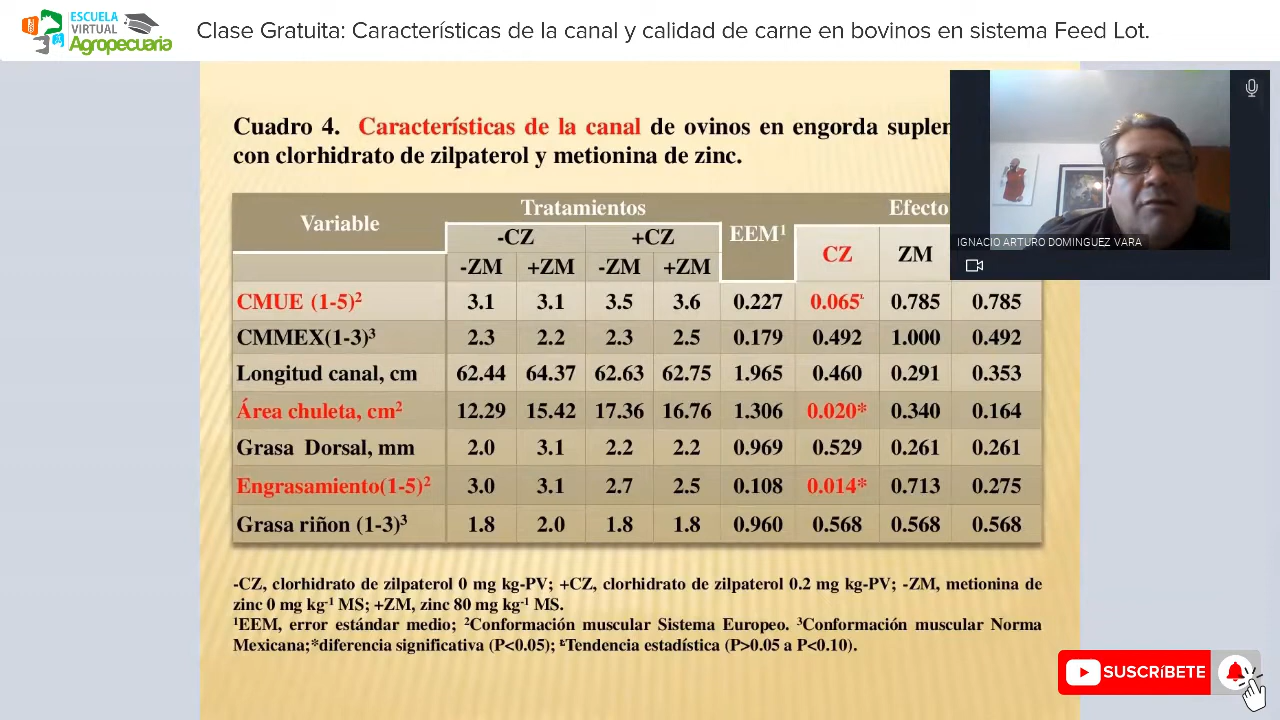 ESCUELA
VIRTUAL
Agropecuaria
Clase Gratuita: Características de la canal y calidad de carne en bovinos en sistema Feed Lot.
Cuadro 4. Características de la canal de ovinos en engorda suplen
con clorhidrato de zilpaterol y metionina de zinc.
IGNACIO ARTURO DOMINGUEZ VARA
Variable Tratamientos EEM¹ Efecto
-CZ +CZ CZ ZM
-ZM +ZM -ZM +ZM
CMUE (1-5)² 3.1 3.1 3.5 3.6 0.227 0.065ᵗ 0.785 0.785
CMMEX(1-3)³ 2.3 2.2 2.3 2.5 0.179 0.492 1.000 0.492
Longitud canal, cm 62.44 64.37 62.63 62.75 1.965 0.460 0.291 0.353
Área chuleta, cm² 12.29 15.42 17.36 16.76 1.306 0.020* 0.340 0.164
Grasa Dorsal, mm 2.0 3.1 2.2 2.2 0.969 0.529 0.261 0.261
Engrasamiento(1-5)² 3.0 3.1 2.7 2.5 0.108 0.014* 0.713 0.275
Grasa riñon (1-3)³ 1.8 2.0 1.8 1.8 0.960 0.568 0.568 0.568
-CZ, clorhidrato de zilpaterol 0 mg kg-PV; +CZ, clorhidrato de zilpaterol 0.2 mg kg-PV; -ZM, metionina de
zinc 0 mg kg⁻¹ MS; +ZM, zinc 80 mg kg⁻¹ MS.
¹EEM, error estándar medio; ²Conformación muscular Sistema Europeo. ³Conformación muscular Norma
Mexicana;*diferencia significativa (P<0.05); ᵗTendencia estadística (P>0.05 a P<0.10).
SUSCRíBETE